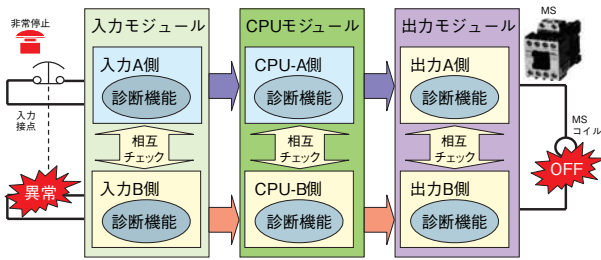 非常停止
入力
接点
異常
入力モジュール
入力A側
診断機能
相互
チェック
入力B側
診断機能
CPUモジュール
CPU-A側
診断機能
相互
チェック
CPU-B側
診断機能
出力モジュール
出力A側
診断機能
相互
チェック
出力B側
診断機能
MS
MS
コイル
OFF